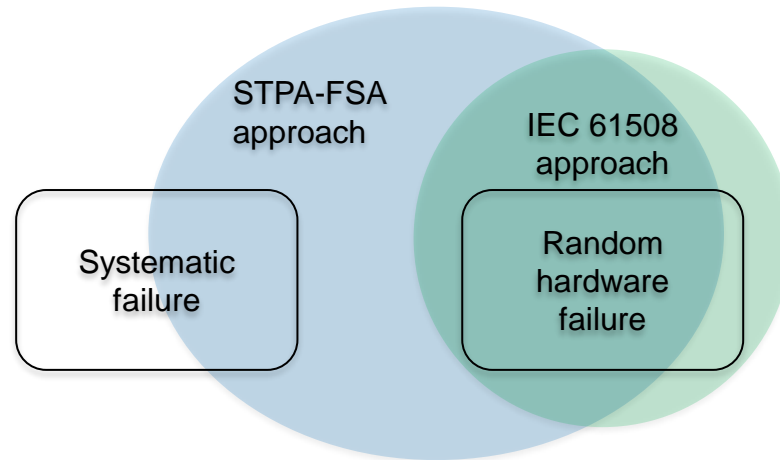 STPA-FSA
approach
IEC 61508
approach
Systematic
failure
Random
hardware
failure